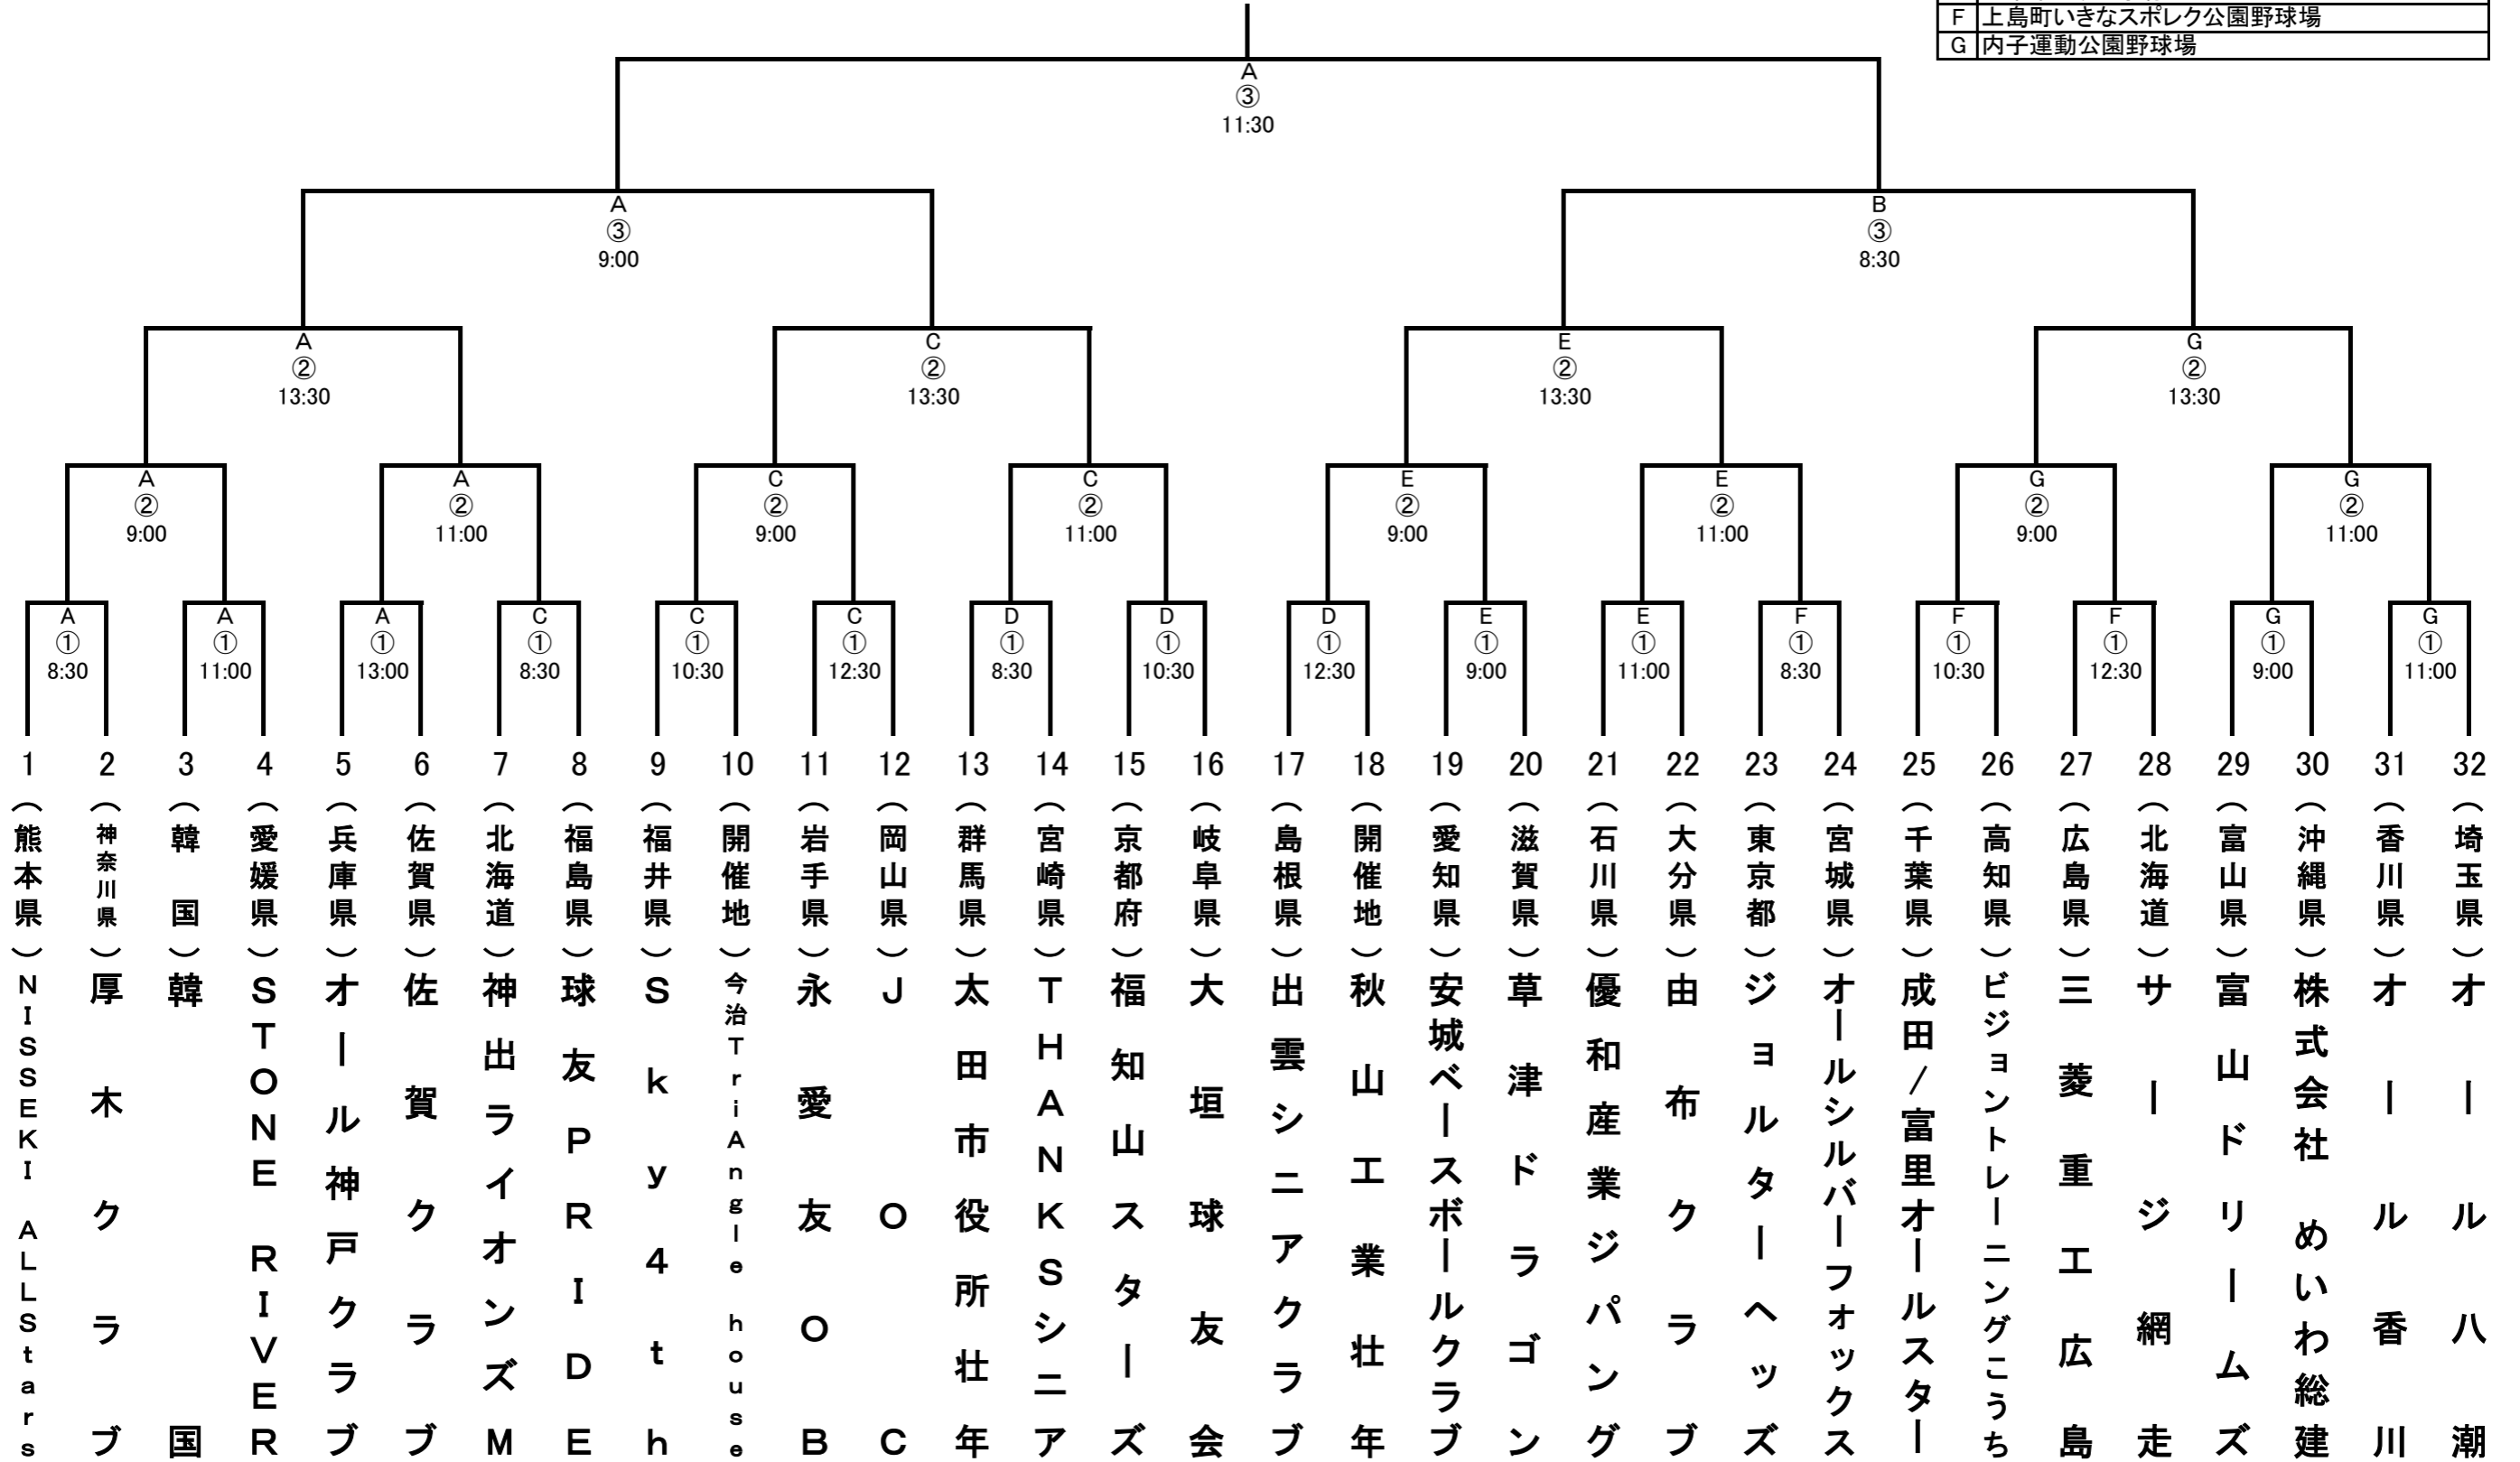 F 上島町いきなスポレク公園野球場
G 内子運動公園野球場
A
③
11:30
A
③
9:00
B
③
8:30
A
②
13:30
C
②
13:30
E
②
13:30
G
②
13:30
A
②
9:00
A
②
11:00
C
②
9:00
C
②
11:00
E
②
9:00
E
②
11:00
G
②
9:00
G
②
11:00
A
①
8:30
A
①
11:00
A
①
13:00
C
①
8:30
C
①
10:30
C
①
12:30
D
①
8:30
D
①
10:30
D
①
12:30
E
①
9:00
E
①
11:00
F
①
8:30
F
①
10:30
F
①
12:30
G
①
9:00
G
①
11:00
1（熊本県）NISSEKI ALLStars
2（神奈川県）厚木クラブ
3（韓国）韓国
4（愛媛県）STONE RIVER
5（兵庫県）オール神戸クラブ
6（佐賀県）佐賀クラブ
7（北海道）神出ライオンズM
8（福島県）球友PRIDE
9（福井県）Sky4th
10（開催地）今治TriAngle house
11（岩手県）永愛友OB
12（岡山県）JOC
13（群馬県）太田市役所壮年
14（宮崎県）THANKSシニア
15（京都府）福知山スターズ
16（岐阜県）大垣球友会
17（島根県）出雲シニアクラブ
18（開催地）秋山工業壮年
19（愛知県）安城ベースボールクラブ
20（滋賀県）草津ドラゴン
21（石川県）優和産業ジパング
22（大分県）由布クラブ
23（東京都）ジョルターヘッズ
24（宮城県）オールシルバーフォックス
25（千葉県）成田/富里オールスター
26（高知県）ビジョントレーニングこうち
27（広島県）三菱重工広島
28（北海道）サージ網走
29（富山県）富山ドリームズ
30（沖縄県）株式会社 めいわ総建
31（香川県）オール香川
32（埼玉県）オール八潮